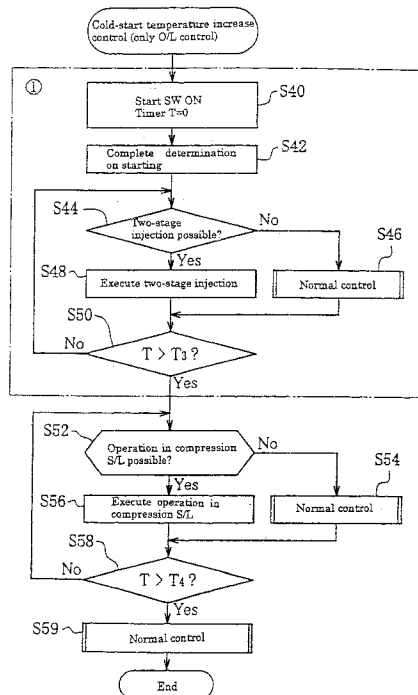 Cold-start temperature increase
control (only O/L control)
①
S40
Start SW ON
Timer T=0
S42
Complete determination
on starting
S44
Two-stage
injection possible?
No
S46
Yes
S48
Execute two-stage injection
Normal control
S50
No
T > T3 ?
Yes
S52
Operation in compression
S/L possible?
No
S54
Yes
S56
Execute operation in
compression S/L
Normal control
S58
No
T > T4 ?
Yes
S59
Normal control
End